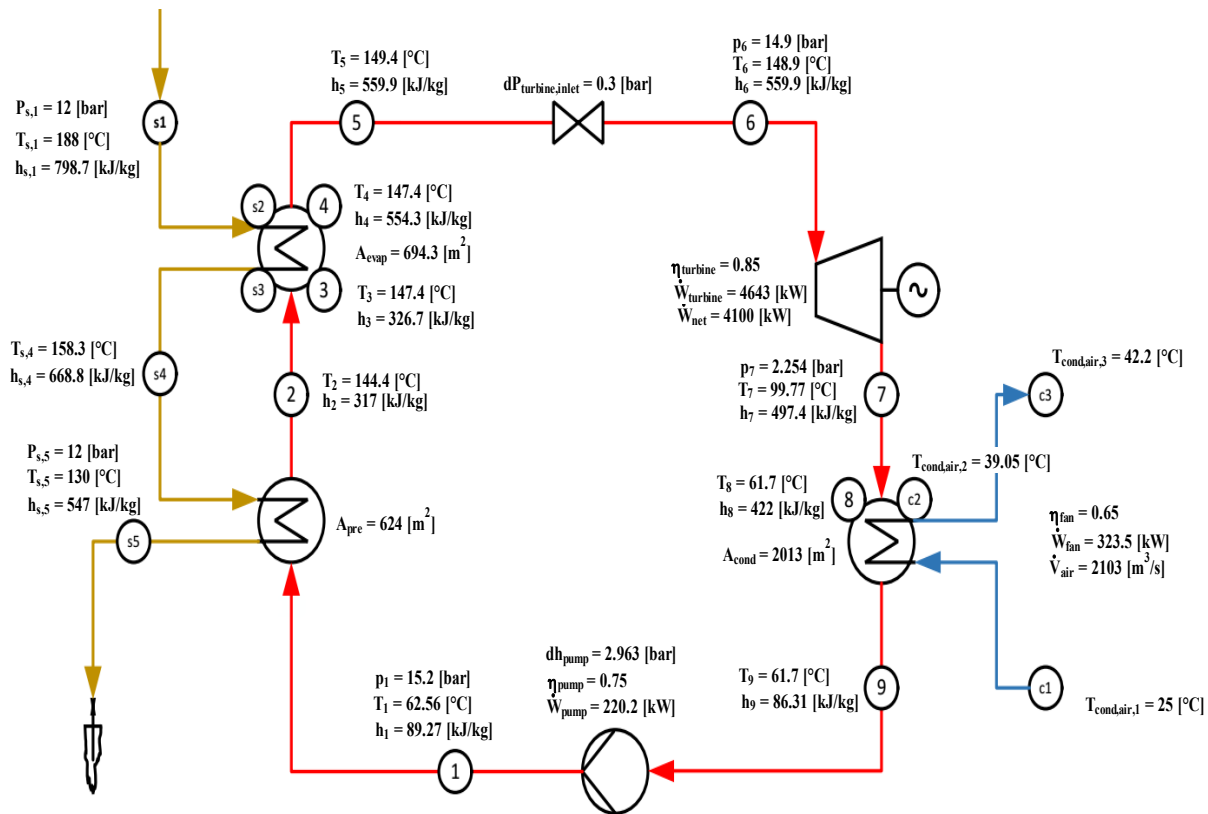 T5 = 149.4 [°C]
h5 = 559.9 [kJ/kg]
p6 = 14.9 [bar]
T6 = 148.9 [°C]
h6 = 559.9 [kJ/kg]
dPturbine,inlet = 0.3 [bar]
Ps,1 = 12 [bar]
Ts,1 = 188 [°C]
hs,1 = 798.7 [kJ/kg]
s1
5
6
s2
4
T4 = 147.4 [°C]
h4 = 554.3 [kJ/kg]
Aevap = 694.3 [m2]
s3
3
T3 = 147.4 [°C]
h3 = 326.7 [kJ/kg]
ηturbine = 0.85
Ẇturbine = 4643 [kW]
Ẇnet = 4100 [kW]
~
Ts,4 = 158.3 [°C]
hs,4 = 668.8 [kJ/kg]
s4
2
T2 = 144.4 [°C]
h2 = 317 [kJ/kg]
p7 = 2.254 [bar]
T7 = 99.77 [°C]
h7 = 497.4 [kJ/kg]
7
Tcond,air,3 = 42.2 [°C]
c3
Ps,5 = 12 [bar]
Ts,5 = 130 [°C]
hs,5 = 547 [kJ/kg]
s5
Apre = 624 [m2]
Tcond,air,2 = 39.05 [°C]
T8 = 61.7 [°C]
h8 = 422 [kJ/kg]
8
c2
Acond = 2013 [m2]
ηfan = 0.65
Ẇfan = 323.5 [kW]
V̇air = 2103 [m3/s]
p1 = 15.2 [bar]
T1 = 62.56 [°C]
h1 = 89.27 [kJ/kg]
1
dhpump = 2.963 [bar]
ηpump = 0.75
Ẇpump = 220.2 [kW]
T9 = 61.7 [°C]
h9 = 86.31 [kJ/kg]
9
c1
Tcond,air,1 = 25 [°C]